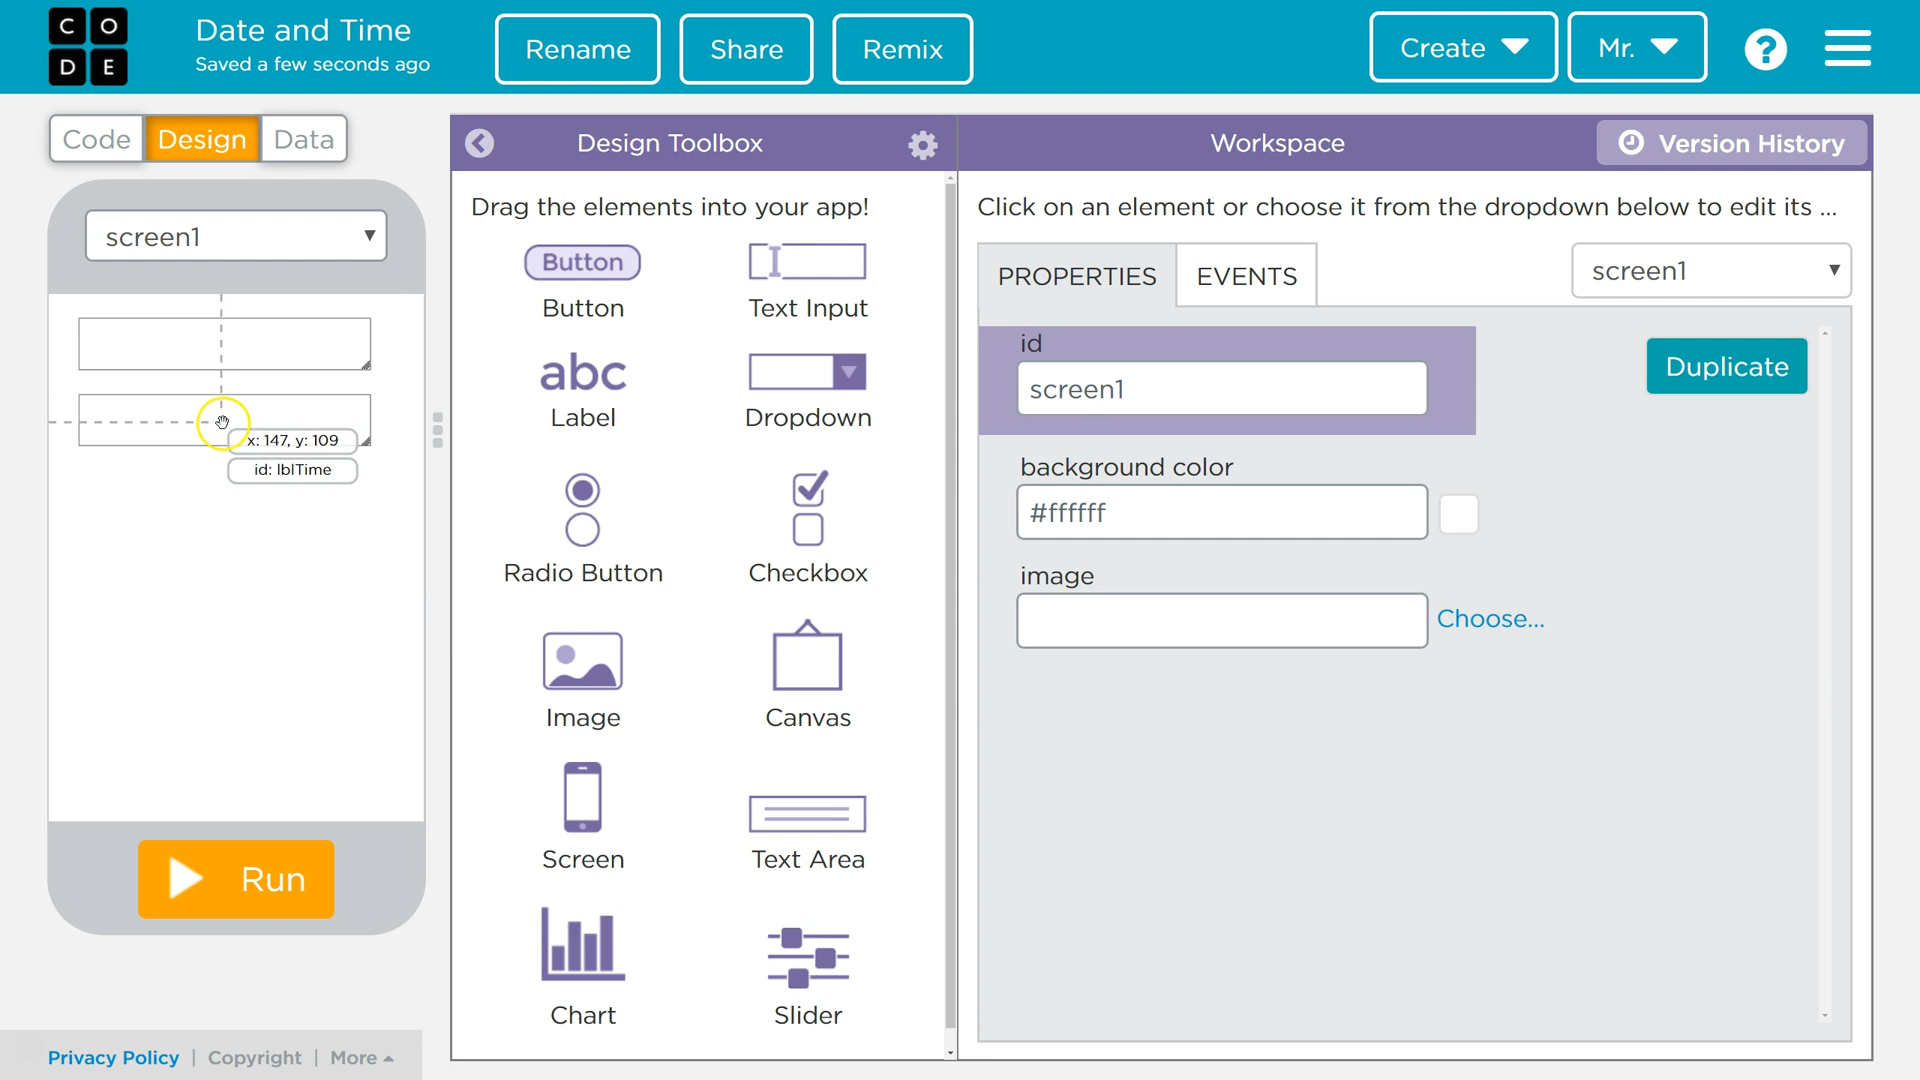 CODE
Date and Time
Saved a few seconds ago
Rename
Share
Remix
Create
Mr.
?
Code
Design
Data
screen1
x: 147, y: 109
id: lblTime
Run
Design Toolbox
Drag the elements into your app!
Button
Button
Text Input
abc
Label
Dropdown
Radio Button
Checkbox
Image
Canvas
Screen
Text Area
Chart
Slider
Workspace
Version History
Click on an element or choose it from the dropdown below to edit its ...
PROPERTIES
EVENTS
screen1
id
screen1
Duplicate
background color
#ffffff
image
Choose...
Privacy Policy | Copyright | More